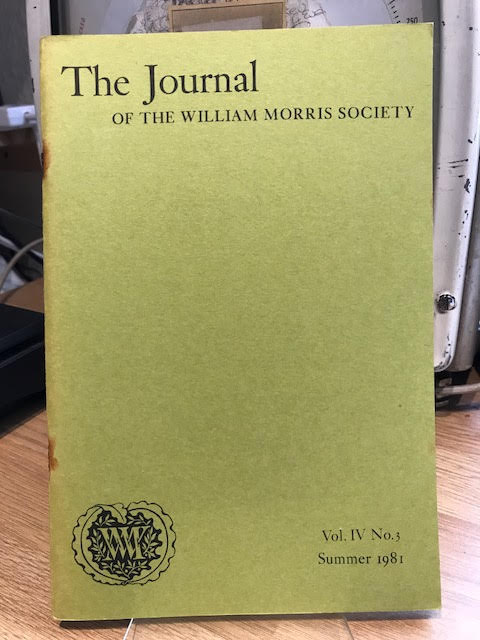 The Journal
OF THE WILLIAM MORRIS SOCIETY
Vol. IV No.3
Summer 1981